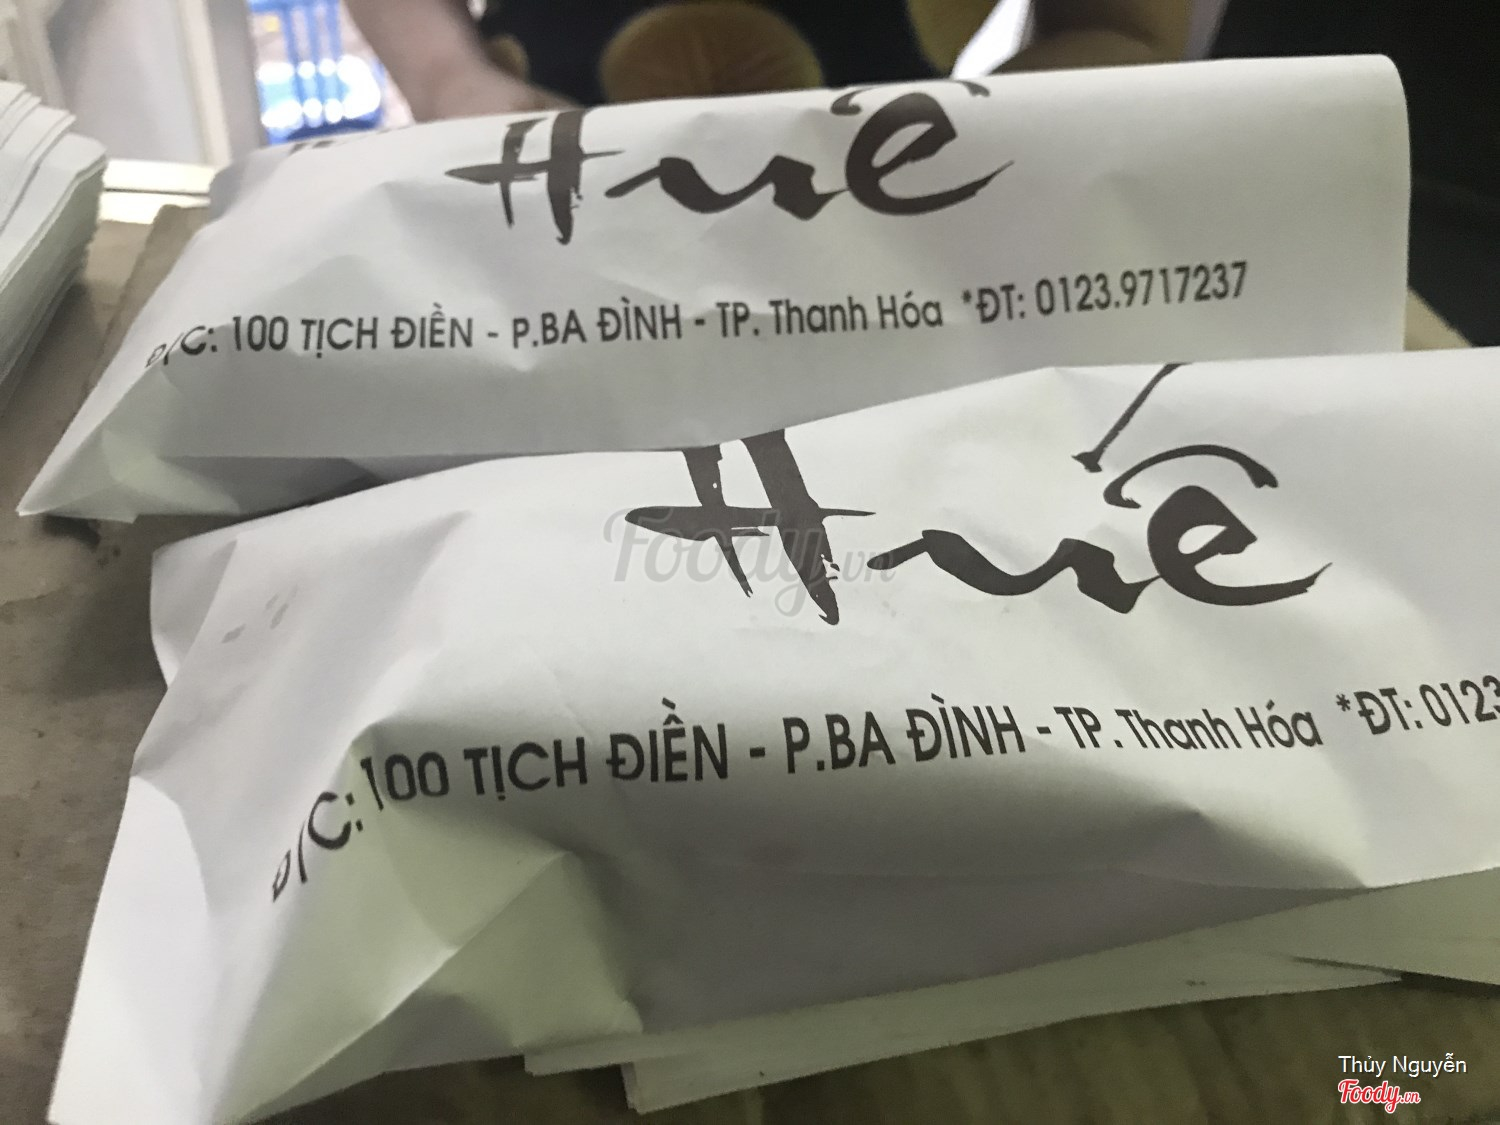 Huế
Đ/C: 100 TỊCH ĐIỀN - P.BA ĐÌNH - TP. Thanh Hóa *ĐT: 0123.9717237
Huế
Đ/C: 100 TỊCH ĐIỀN - P.BA ĐÌNH - TP. Thanh Hóa *ĐT: 0123
Foody.vn
Thủy Nguyễn
Foody.vn